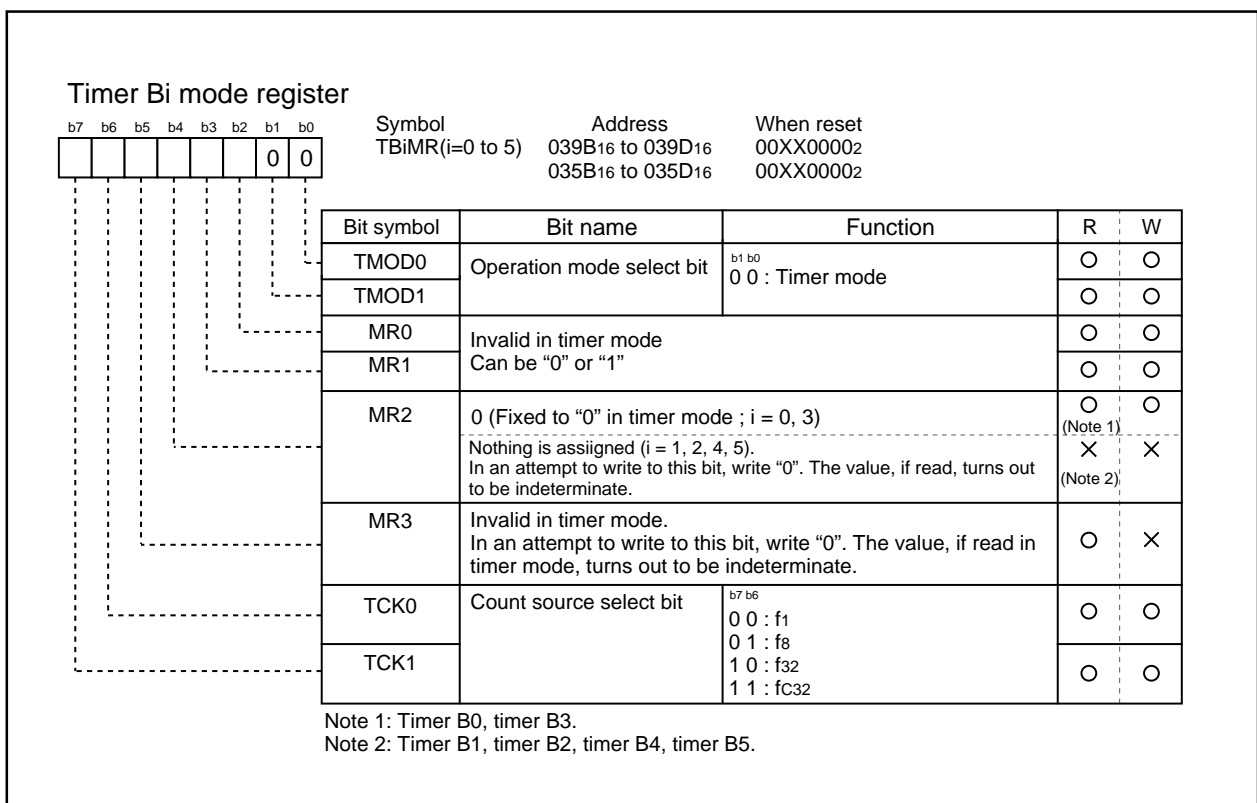 Timer Bi mode register
b7 b6 b5 b4 b3 b2 b1 b0
0 0
Symbol Address When reset
TBiMR(i=0 to 5) 039B16 to 039D16 00XX00002
035B16 to 035D16 00XX00002
Bit symbol Bit name Function R W
TMOD0 Operation mode select bit b1 b0
0 0 : Timer mode
TMOD1
MR0 Invalid in timer mode
MR1 Can be “0” or “1”
MR2 0 (Fixed to “0” in timer mode ; i = 0, 3)
(Note 1)
Nothing is assiigned (i = 1, 2, 4, 5).
In an attempt to write to this bit, write “0”. The value, if read, turns out
to be indeterminate.
(Note 2)
MR3 Invalid in timer mode.
In an attempt to write to this bit, write “0”. The value, if read in
timer mode, turns out to be indeterminate.
TCK0 Count source select bit b7 b6
0 0 : f1
0 1 : f8
TCK1 1 0 : f32
1 1 : fC32
Note 1: Timer B0, timer B3.
Note 2: Timer B1, timer B2, timer B4, timer B5.